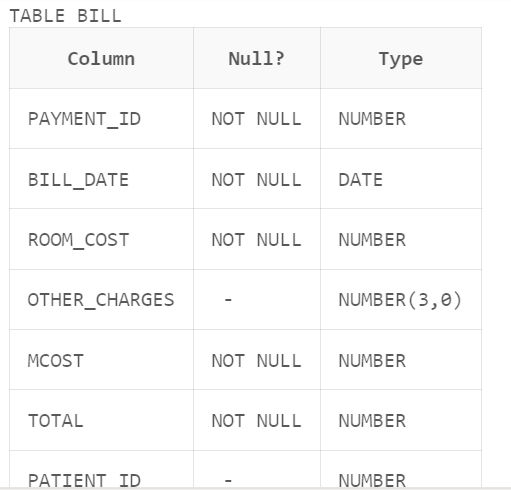 TABLE BILL
Column Null? Type
PAYMENT_ID NOT NULL NUMBER
BILL_DATE NOT NULL DATE
ROOM_COST NOT NULL NUMBER
OTHER_CHARGES - NUMBER(3,0)
MCOST NOT NULL NUMBER
TOTAL NOT NULL NUMBER
PATIENT_ID - NUMBER